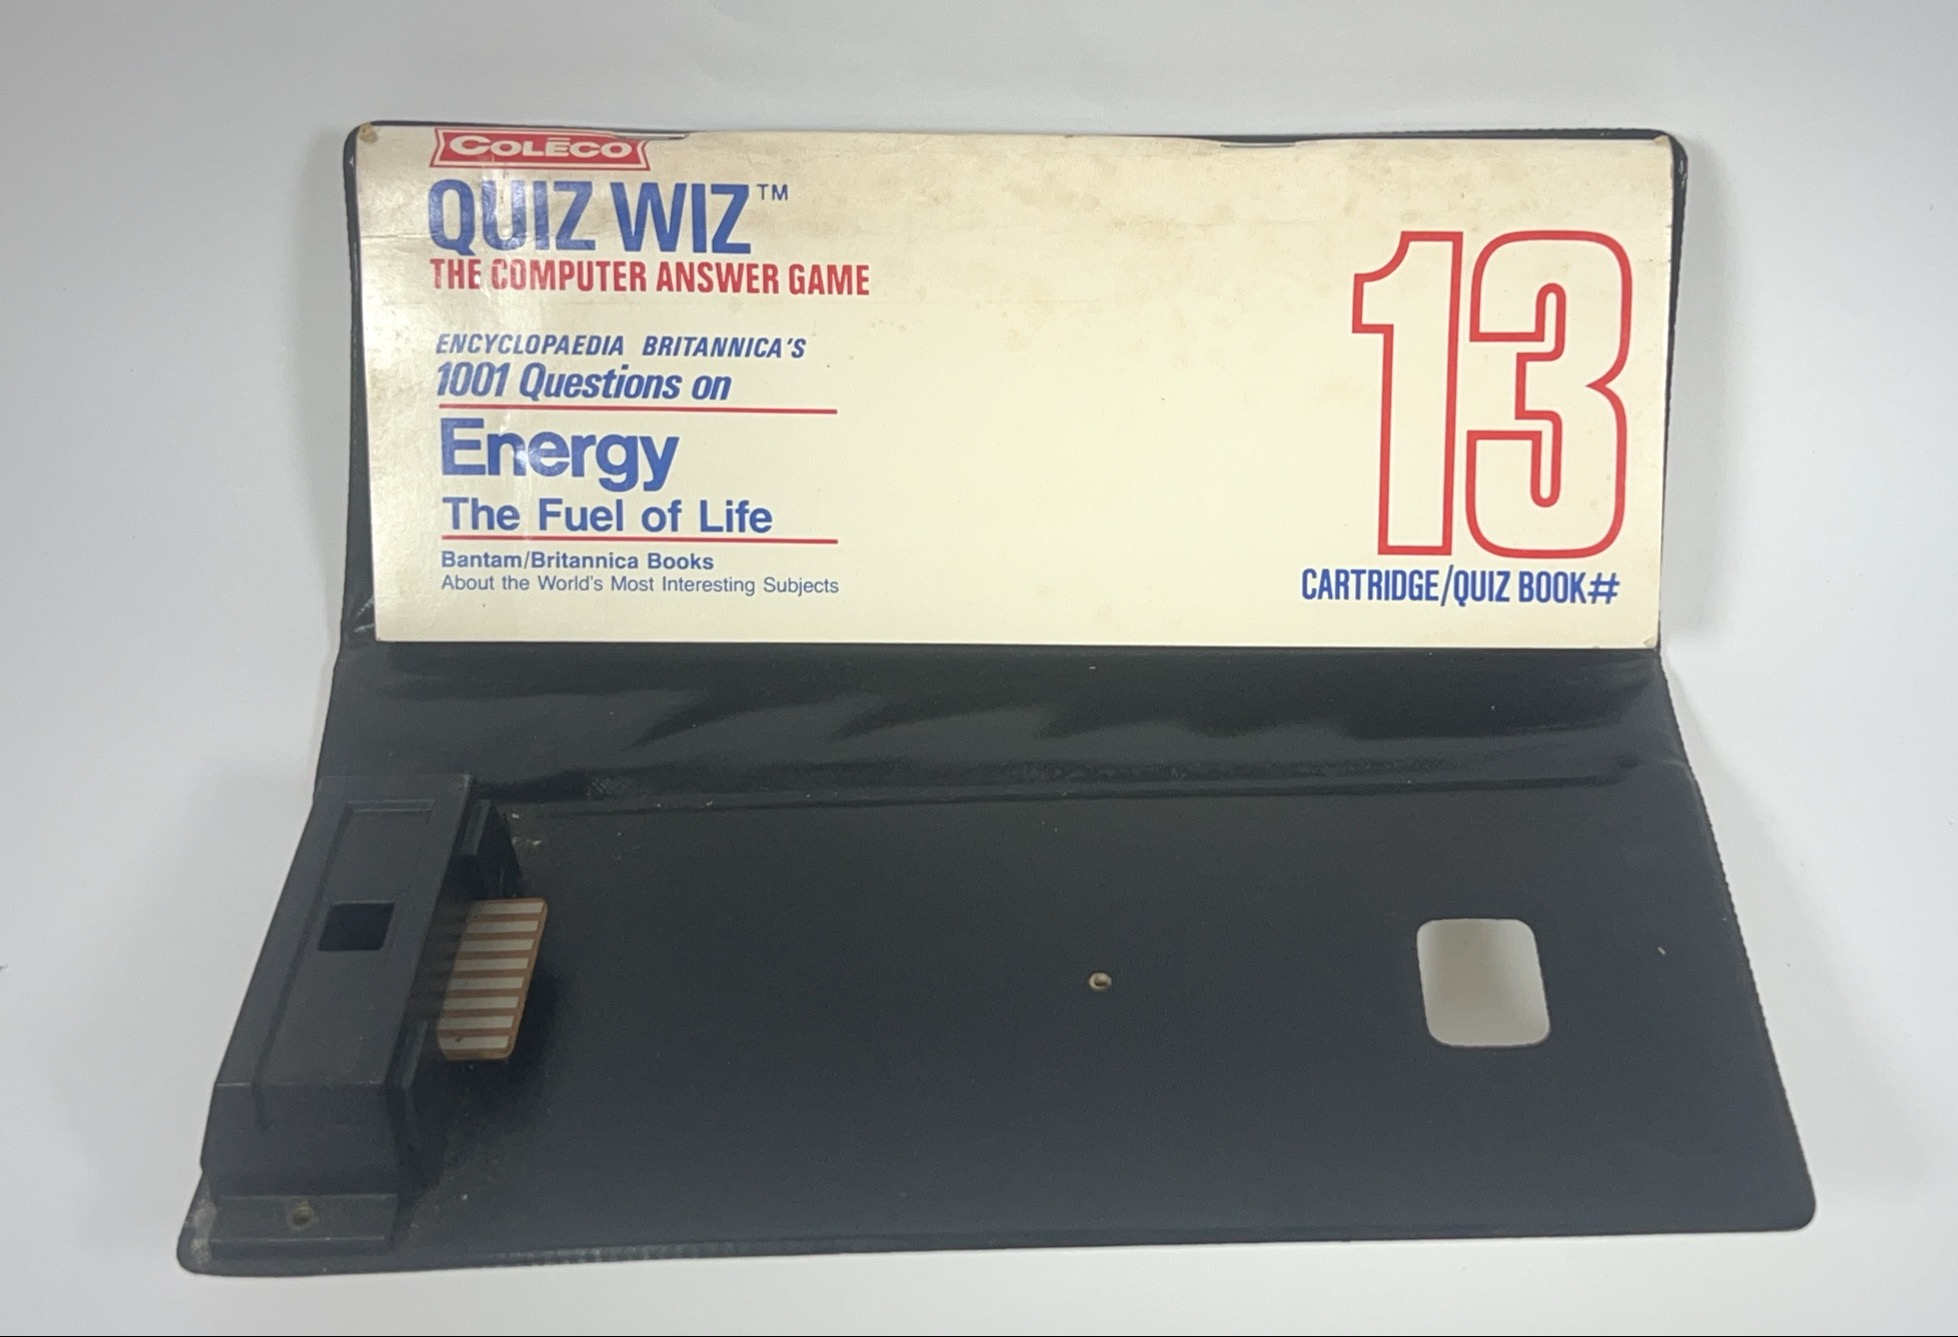 COLECO
QUIZ WIZ™
THE COMPUTER ANSWER GAME
ENCYCLOPAEDIA BRITANNICA'S
1001 Questions on
Energy
The Fuel of Life
Bantam/Britannica Books
About the World's Most Interesting Subjects
13
CARTRIDGE/QUIZ BOOK#